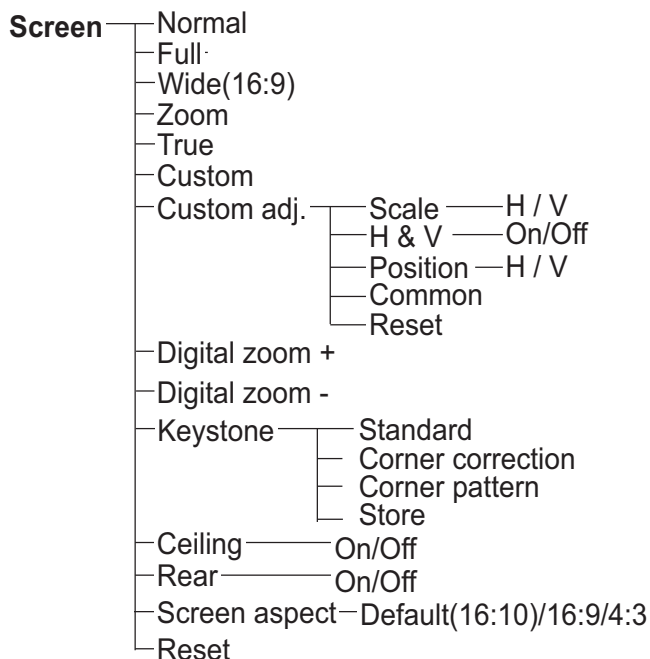 Screen Normal
Full
Wide(16:9)
Zoom
True
Custom
Custom adj. Scale H / V
H & V On/Off
Position H / V
Common
Reset
Digital zoom +
Digital zoom -
Keystone Standard
Corner correction
Corner pattern
Store
Ceiling On/Off
Rear On/Off
Screen aspect Default(16:10)/16:9/4:3
Reset